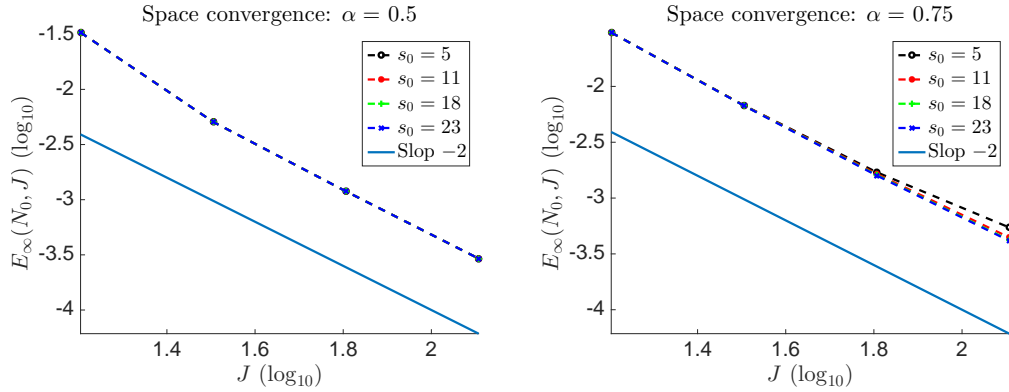 Space convergence: α = 0.5
-1.5
-2
-2.5
-3
-3.5
-4
E∞(N₀, J) (log₁₀)
s₀ = 5
s₀ = 11
s₀ = 18
s₀ = 23
Slop −2
1.4
1.6
1.8
2
J (log₁₀)
Space convergence: α = 0.75
-1.5
-2
-2.5
-3
-3.5
-4
E∞(N₀, J) (log₁₀)
s₀ = 5
s₀ = 11
s₀ = 18
s₀ = 23
Slop −2
1.4
1.6
1.8
2
J (log₁₀)